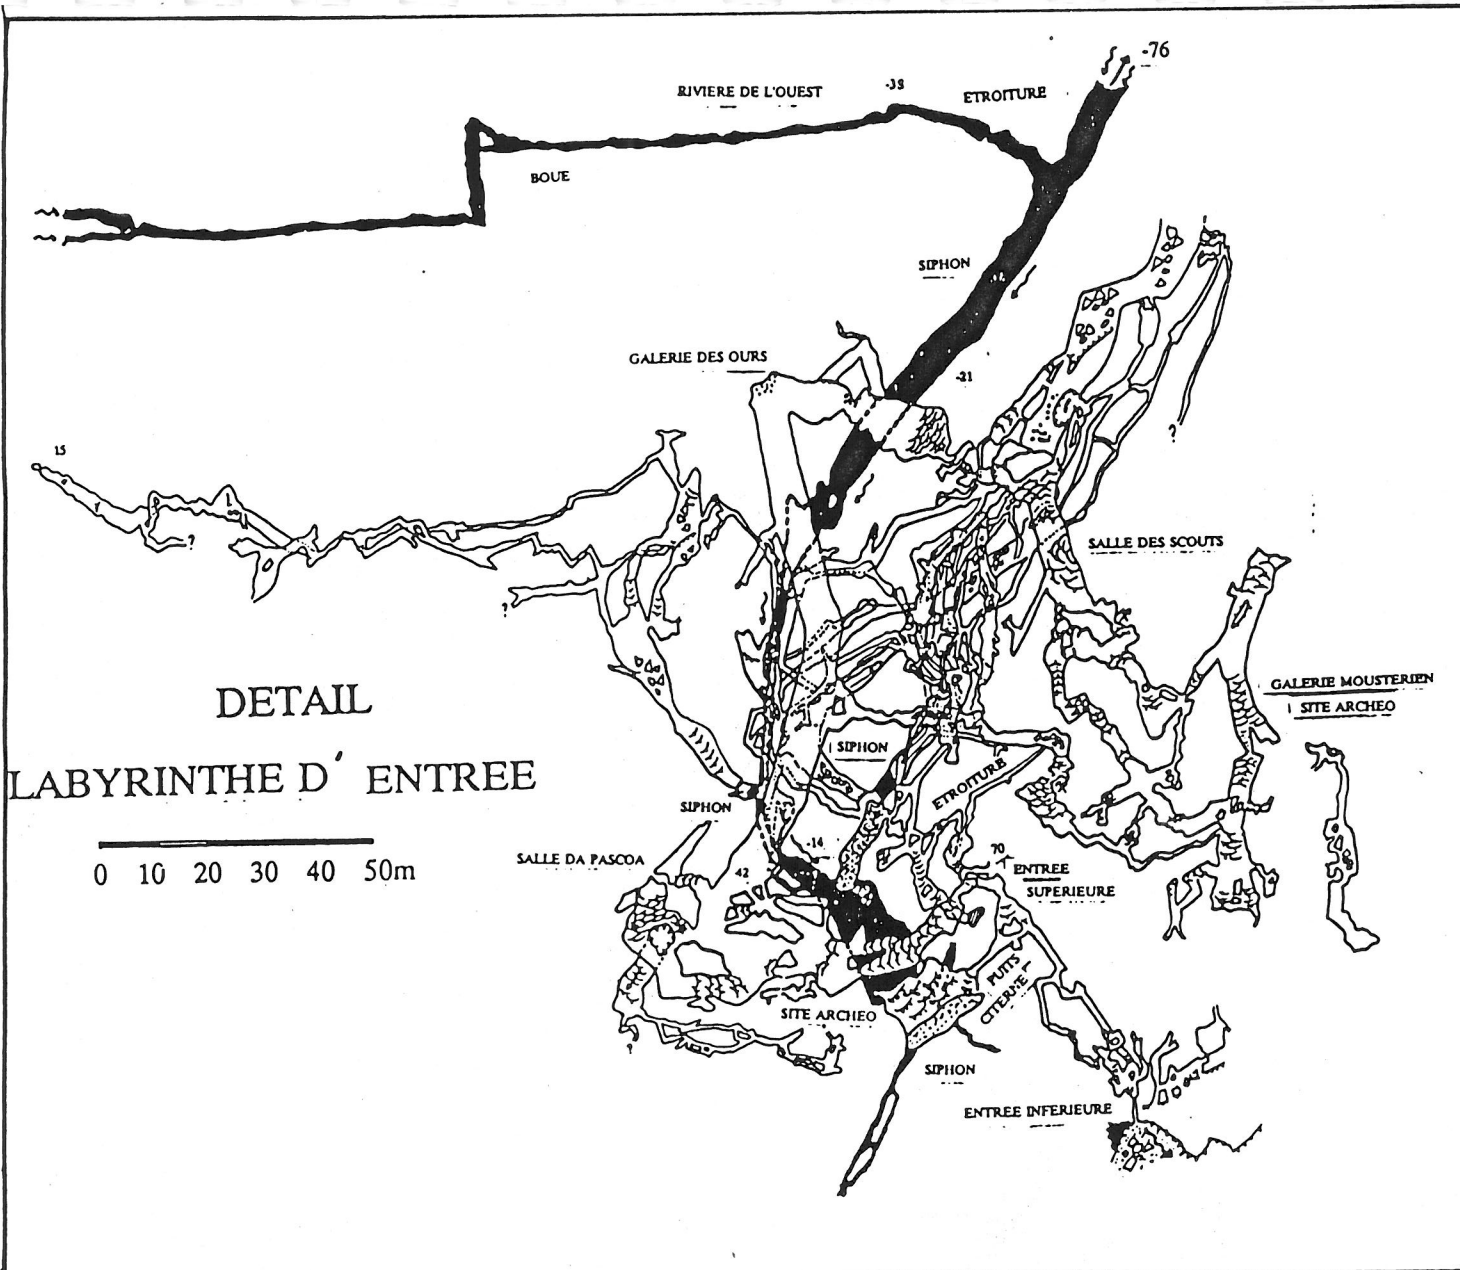 -76
RIVIERE DE L'OUEST
-38
ETROITURE
BOUE
SIPHON
GALERIE DES OURS
-21
?
15
?
SALLE DES SCOUTS
?
GALERIE MOUSTERIEN
SITE ARCHEO
DETAIL
LABYRINTHE D' ENTREE
0 10 20 30 40 50m
SIPHON
ETROITURE
SIPHON
SALLE DA PASCOA
-14
42
70
ENTREE
SUPERIEURE
PUITS
CITERNE
SITE ARCHEO
?
SIPHON
ENTREE INFERIEURE